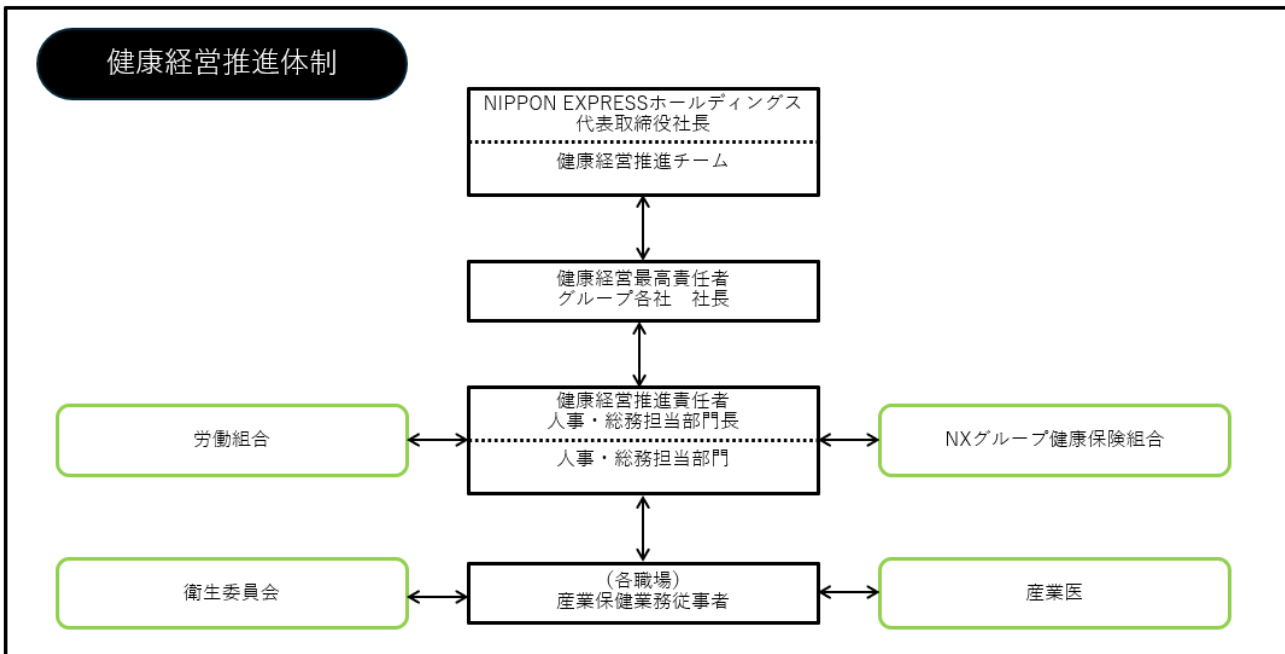 健康経営推進体制
NIPPON EXPRESSホールディングス
代表取締役社長
健康経営推進チーム
健康経営最高責任者
グループ各社　社長
健康経営推進責任者
人事・総務担当部門長
人事・総務担当部門
労働組合
NXグループ健康保険組合
（各職場）
産業保健業務従事者
衛生委員会
産業医